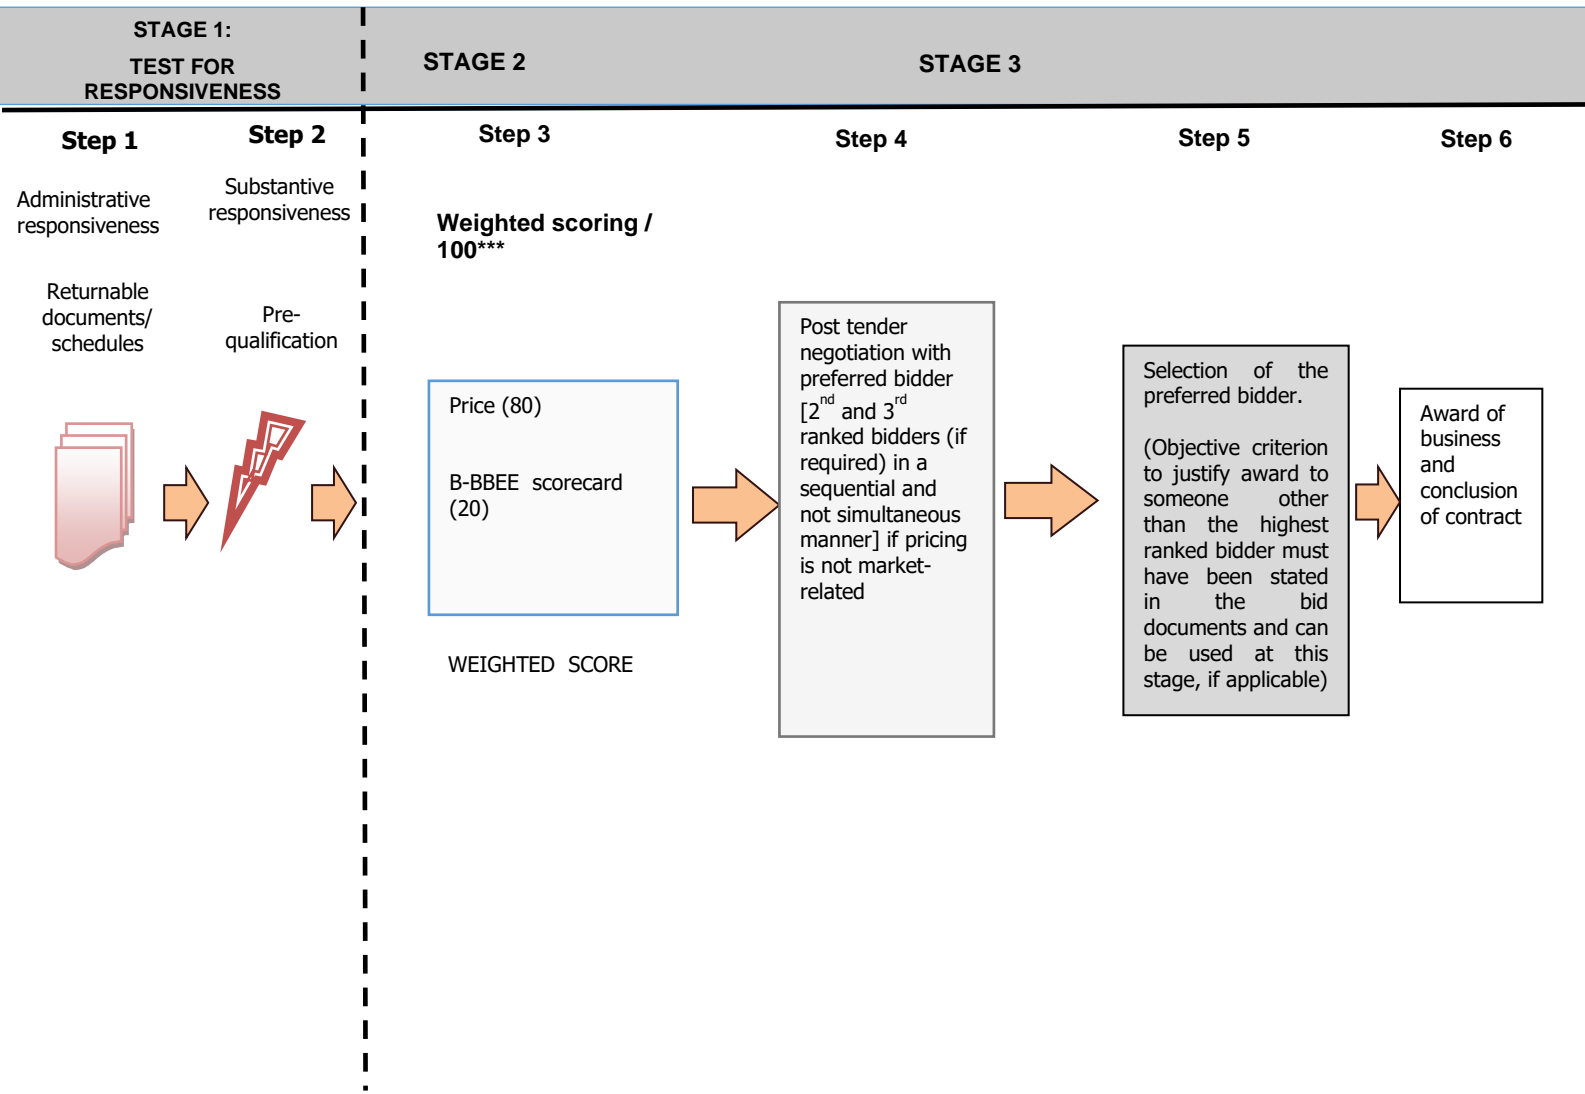 STAGE 1:
TEST FOR
RESPONSIVENESS
STAGE 2
STAGE 3
Step 1
Step 2
Step 3
Step 4
Step 5
Step 6
Administrative
responsiveness
Substantive
responsiveness
Weighted scoring /
100***
Returnable
documents/
schedules
Pre-
qualification
Price (80)
B-BBEE scorecard
(20)
WEIGHTED SCORE
Post tender
negotiation with
preferred bidder
[2nd and 3rd
ranked bidders (if
required) in a
sequential and
not simultaneous
manner] if pricing
is not market-
related
Selection of the
preferred bidder.
(Objective criterion
to justify award to
someone other
than the highest
ranked bidder must
have been stated
in the bid
documents and can
be used at this
stage, if applicable)
Award of
business
and
conclusion
of contract